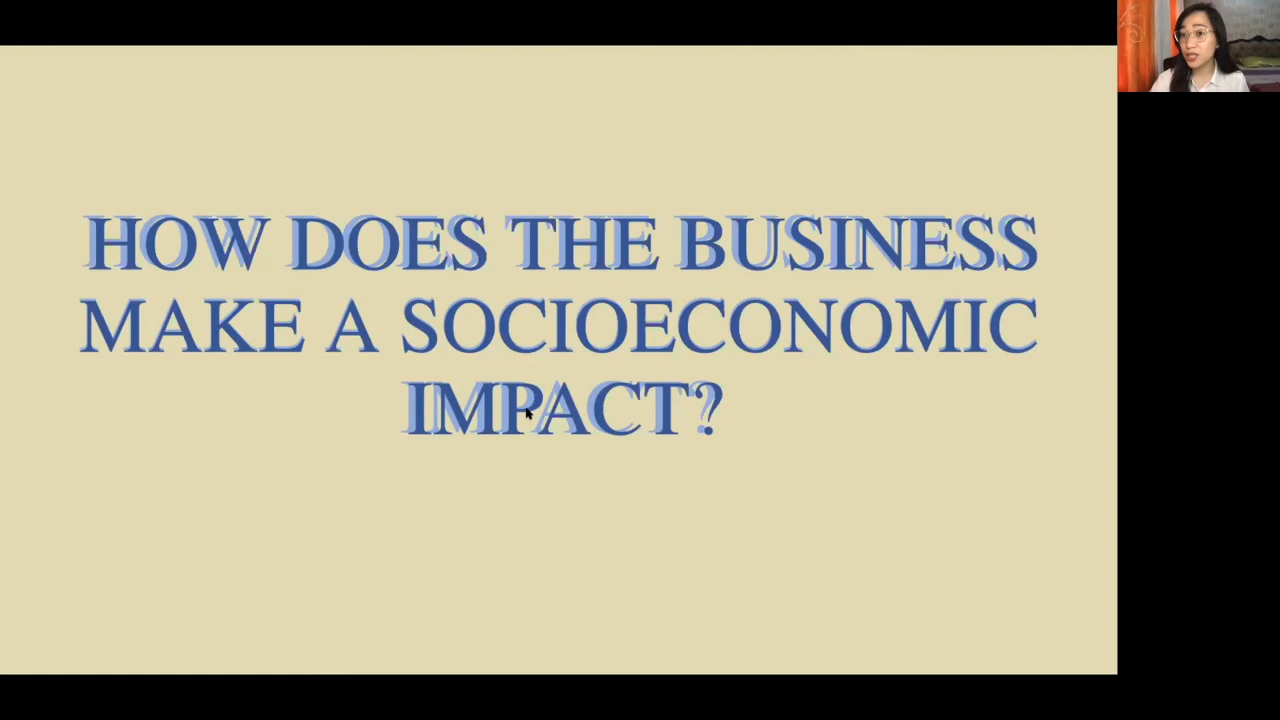 HOW DOES THE BUSINESS
MAKE A SOCIOECONOMIC
IMPACT?